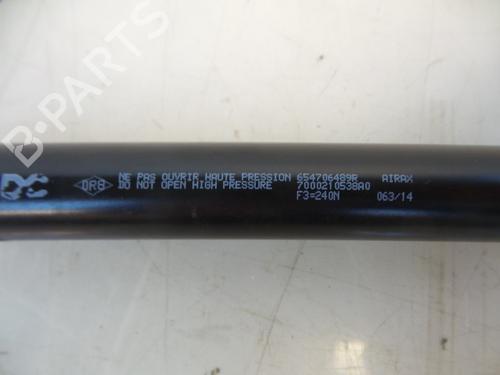 DC
DRB NE PAS OUVRIR HAUTE PRESSION 654706489R AIRAX
DO NOT OPEN HIGH PRESSURE 7000210538A0
F3=240N 063/14
B-PARTS